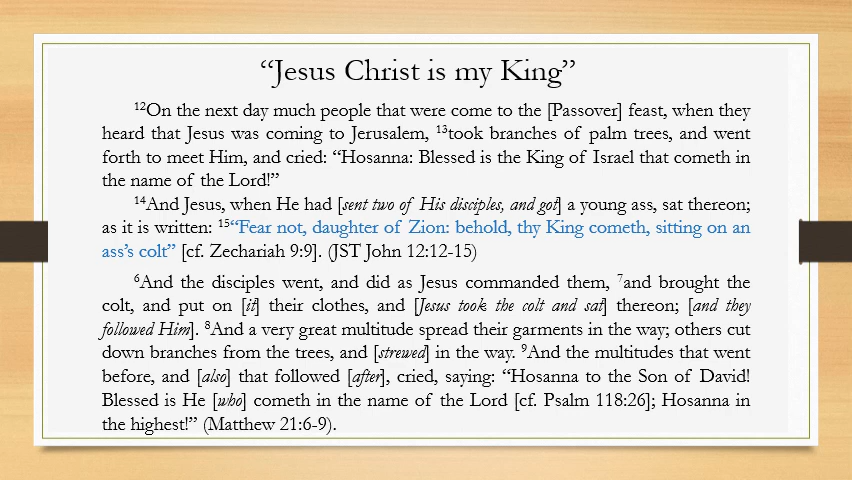 “Jesus Christ is my King”
12On the next day much people that were come to the [Passover] feast, when they
heard that Jesus was coming to Jerusalem, 13took branches of palm trees, and went
forth to meet Him, and cried: “Hosanna: Blessed is the King of Israel that cometh in
the name of the Lord!”
14And Jesus, when He had [sent two of His disciples, and got] a young ass, sat thereon;
as it is written: 15“Fear not, daughter of Zion: behold, thy King cometh, sitting on an
ass’s colt” [cf. Zechariah 9:9]. (JST John 12:12-15)
6And the disciples went, and did as Jesus commanded them, 7and brought the
colt, and put on [it] their clothes, and [Jesus took the colt and sat] thereon; [and they
followed Him]. 8And a very great multitude spread their garments in the way; others cut
down branches from the trees, and [strewed] in the way. 9And the multitudes that went
before, and [also] that followed [after], cried, saying: “Hosanna to the Son of David!
Blessed is He [who] cometh in the name of the Lord [cf. Psalm 118:26]; Hosanna in
the highest!” (Matthew 21:6-9).